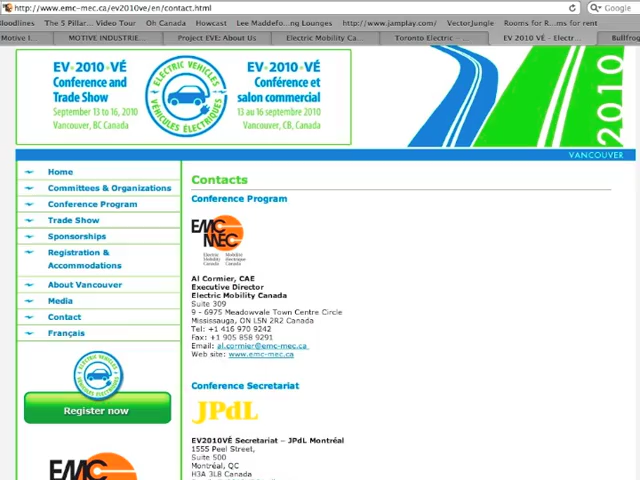 http://www.emc-mec.ca/ev2010ve/en/contact.html
Google
The 5 Pillar... Video Tour Oh Canada Howcast Lee Maddefo...ng Lounges http://www.jamplay.com/ VectorJungle Rooms for R...ms for rent
Motive I... MOTIVE INDUSTRIE... Project EVE: About Us Electric Mobility Ca... Toronto Electric - ... EV 2010 VÉ - Electr... Bullfrog
EV·2010·VÉ
Conference and
Trade Show
September 13 to 16, 2010
Vancouver, BC Canada
ELECTRIC VEHICLES
VÉHICULES ÉLECTRIQUES
EV·2010·VÉ
Conférence et
salon commercial
13 au 16 septembre 2010
Vancouver, CB, Canada
2010
VANCOUVER
Home
Committees & Organizations
Conference Program
Trade Show
Sponsorships
Registration &
Accommodations
About Vancouver
Media
Contact
Français
ELECTRIC VEHICLES
VÉHICULES ÉLECTRIQUES
Register now
EMC
Contacts
Conference Program
EMC
MEC
Electric Mobility Canada
Mobilité électrique Canada
Al Cormier, CAE
Executive Director
Electric Mobility Canada
Suite 309
9 - 6975 Meadowvale Town Centre Circle
Mississauga, ON L5N 2R2 Canada
Tel: +1 416 970 9242
Fax: +1 905 858 9291
Email: al.cormier@emc-mec.ca
Web site: www.emc-mec.ca
Conference Secretariat
JPdL
EV2010VÉ Secretariat – JPdL Montréal
1555 Peel Street,
Suite 500
Montréal, QC
H3A 3L8 Canada